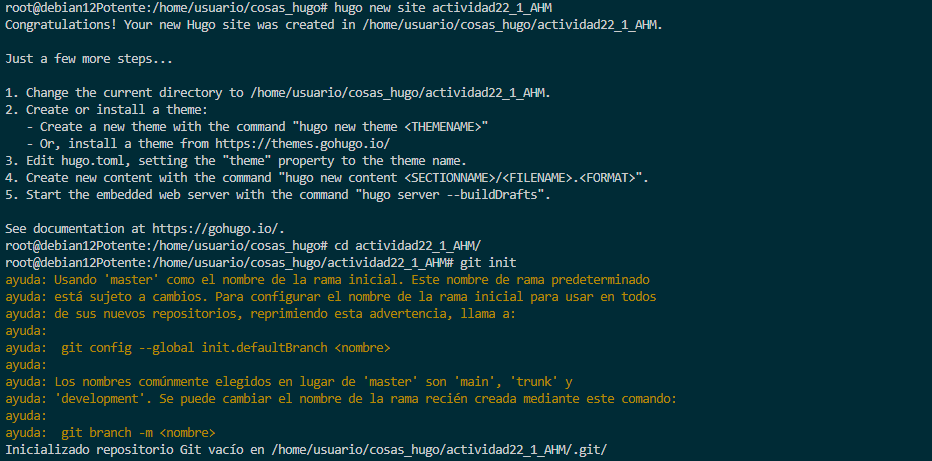 root@debian12Potente:/home/usuario/cosas_hugo# hugo new site actividad22_1_AHM
Congratulations! Your new Hugo site was created in /home/usuario/cosas_hugo/actividad22_1_AHM.

Just a few more steps...

1. Change the current directory to /home/usuario/cosas_hugo/actividad22_1_AHM.
2. Create or install a theme:
   - Create a new theme with the command "hugo new theme <THEMENAME>"
   - Or, install a theme from https://themes.gohugo.io/
3. Edit hugo.toml, setting the "theme" property to the theme name.
4. Create new content with the command "hugo new content <SECTIONNAME>/<FILENAME>.<FORMAT>".
5. Start the embedded web server with the command "hugo server --buildDrafts".

See documentation at https://gohugo.io/.
root@debian12Potente:/home/usuario/cosas_hugo# cd actividad22_1_AHM/
root@debian12Potente:/home/usuario/cosas_hugo/actividad22_1_AHM# git init
ayuda: Usando 'master' como el nombre de la rama inicial. Este nombre de rama predeterminado
ayuda: está sujeto a cambios. Para configurar el nombre de la rama inicial para usar en todos
ayuda: de sus nuevos repositorios, reprimiendo esta advertencia, llama a:
ayuda:
ayuda:  git config --global init.defaultBranch <nombre>
ayuda:
ayuda: Los nombres comúnmente elegidos en lugar de 'master' son 'main', 'trunk' y
ayuda: 'development'. Se puede cambiar el nombre de la rama recién creada mediante este comando:
ayuda:
ayuda:  git branch -m <nombre>
Inicializado repositorio Git vacío en /home/usuario/cosas_hugo/actividad22_1_AHM/.git/